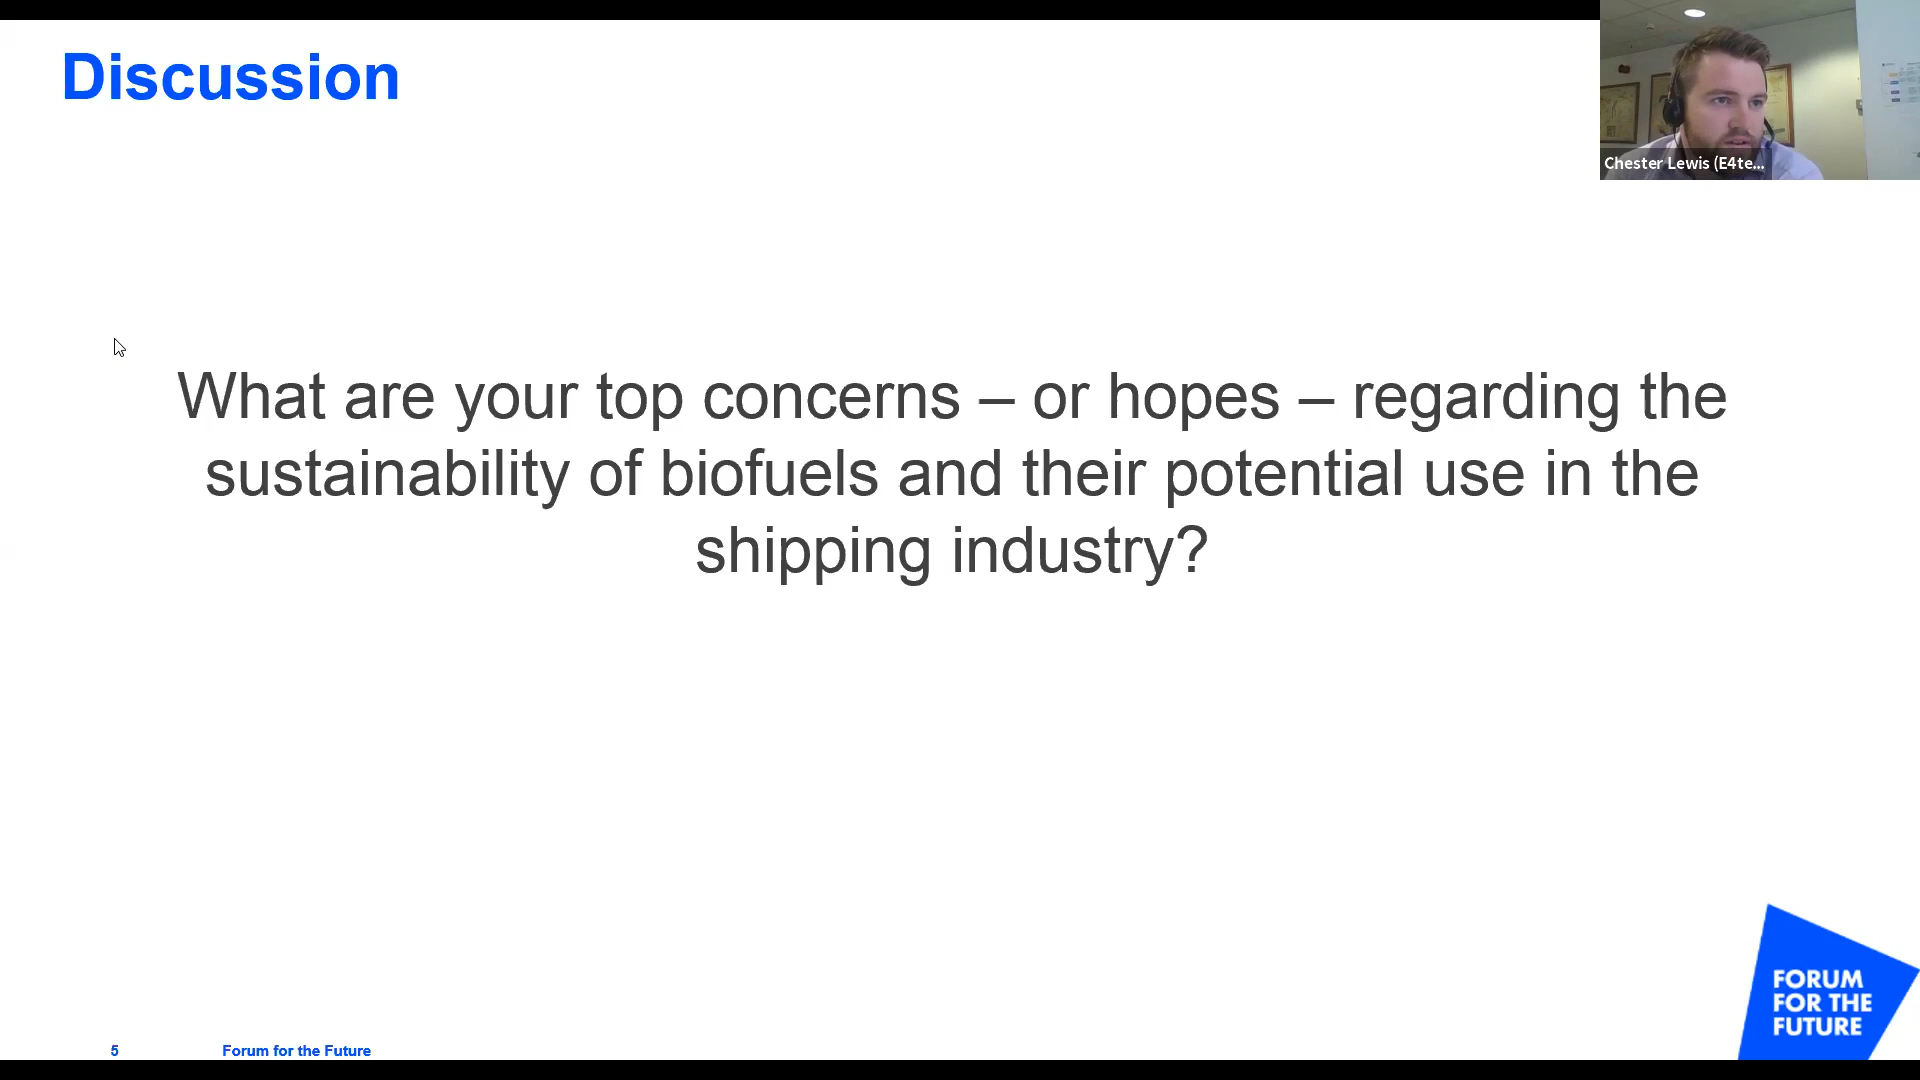 Discussion
Chester Lewis (E4te...
What are your top concerns – or hopes – regarding the
sustainability of biofuels and their potential use in the
shipping industry?
FORUM
FOR THE
FUTURE
5 Forum for the Future